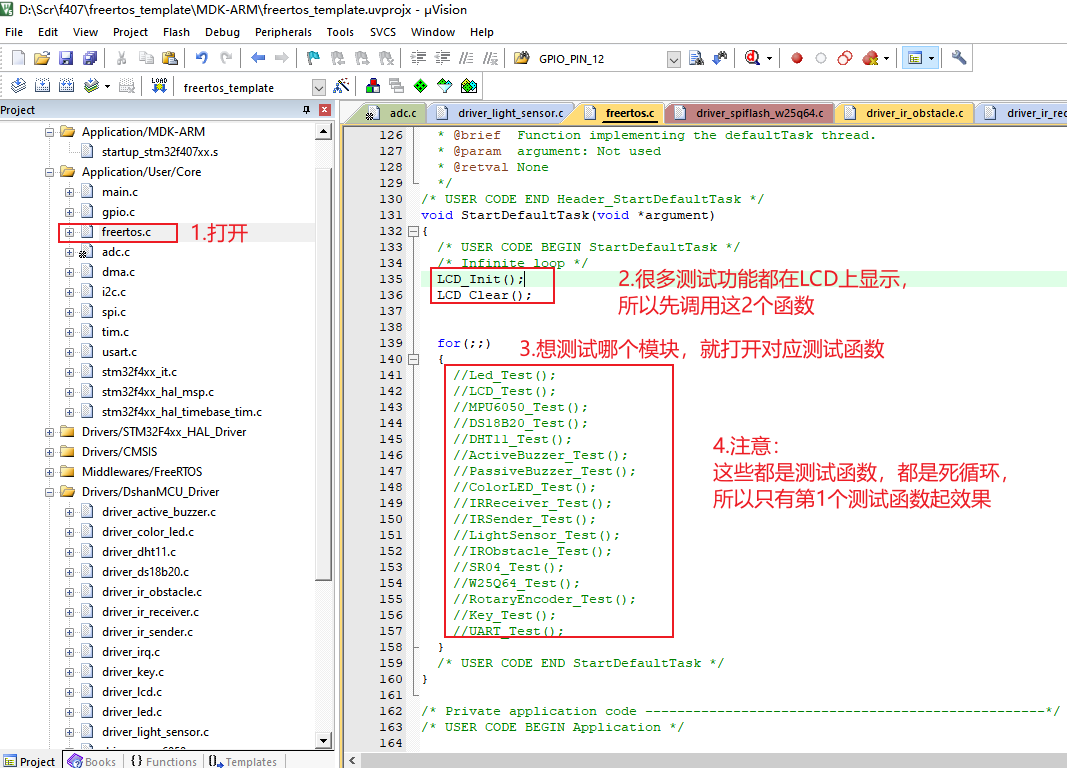 D:\Scr\f407\freertos_template\MDK-ARM\freertos_template.uvprojx - µVision
File Edit View Project Flash Debug Peripherals Tools SVCS Window Help
GPIO_PIN_12
LOAD
freertos_template
Project
Application/MDK-ARM
startup_stm32f407xx.s
Application/User/Core
main.c
gpio.c
freertos.c
1.打开
adc.c
dma.c
i2c.c
spi.c
tim.c
usart.c
stm32f4xx_it.c
stm32f4xx_hal_msp.c
stm32f4xx_hal_timebase_tim.c
Drivers/STM32F4xx_HAL_Driver
Drivers/CMSIS
Middlewares/FreeRTOS
Drivers/DshanMCU_Driver
driver_active_buzzer.c
driver_color_led.c
driver_dht11.c
driver_ds18b20.c
driver_ir_obstacle.c
driver_ir_receiver.c
driver_ir_sender.c
driver_irq.c
driver_key.c
driver_lcd.c
driver_led.c
driver_light_sensor.c
Project Books {} Functions Templates
adc.c driver_light_sensor.c freertos.c driver_spiflash_w25q64.c driver_ir_obstacle.c driver_ir_rec
126 * @brief Function implementing the defaultTask thread.
127 * @param argument: Not used
128 * @retval None
129 */
130 /* USER CODE END Header_StartDefaultTask */
131 void StartDefaultTask(void *argument)
132 {
133 /* USER CODE BEGIN StartDefaultTask */
134 /* Infinite loop */
135 LCD_Init();
136 LCD_Clear();
2.很多测试功能都在LCD上显示，
所以先调用这2个函数
137
138
139 for(;;)
3.想测试哪个模块，就打开对应测试函数
140 {
141 //Led_Test();
142 //LCD_Test();
143 //MPU6050_Test();
144 //DS18B20_Test();
145 //DHT11_Test();
146 //ActiveBuzzer_Test();
147 //PassiveBuzzer_Test();
148 //ColorLED_Test();
149 //IRReceiver_Test();
150 //IRSender_Test();
151 //LightSensor_Test();
152 //IRObstacle_Test();
153 //SR04_Test();
154 //W25Q64_Test();
155 //RotaryEncoder_Test();
156 //Key_Test();
157 //UART_Test();
4.注意：
这些都是测试函数，都是死循环，
所以只有第1个测试函数起效果
158 }
159 /* USER CODE END StartDefaultTask */
160 }
161
162 /* Private application code --------------------------------------------------*/
163 /* USER CODE BEGIN Application */
164